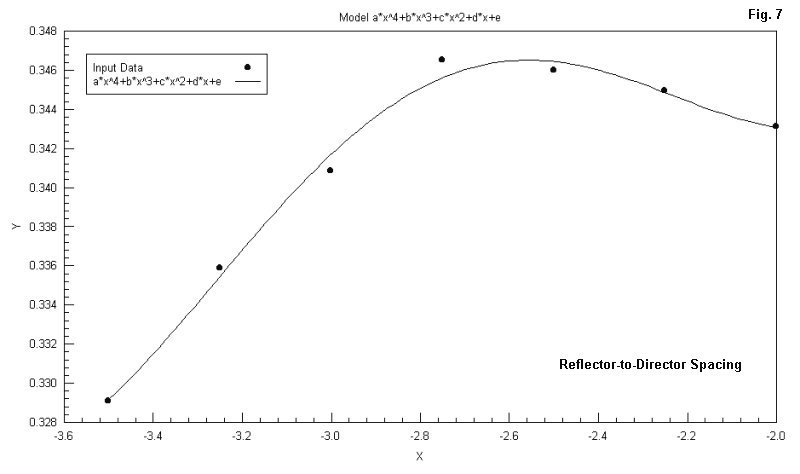 Model a*x^4+b*x^3+c*x^2+d*x+e
Fig. 7
Input Data
a*x^4+b*x^3+c*x^2+d*x+e
0.348
0.346
0.344
0.342
0.340
0.338
0.336
0.334
0.332
0.330
0.328
Y
Reflector-to-Director Spacing
-3.6 -3.4 -3.2 -3.0 -2.8 -2.6 -2.4 -2.2 -2.0
X